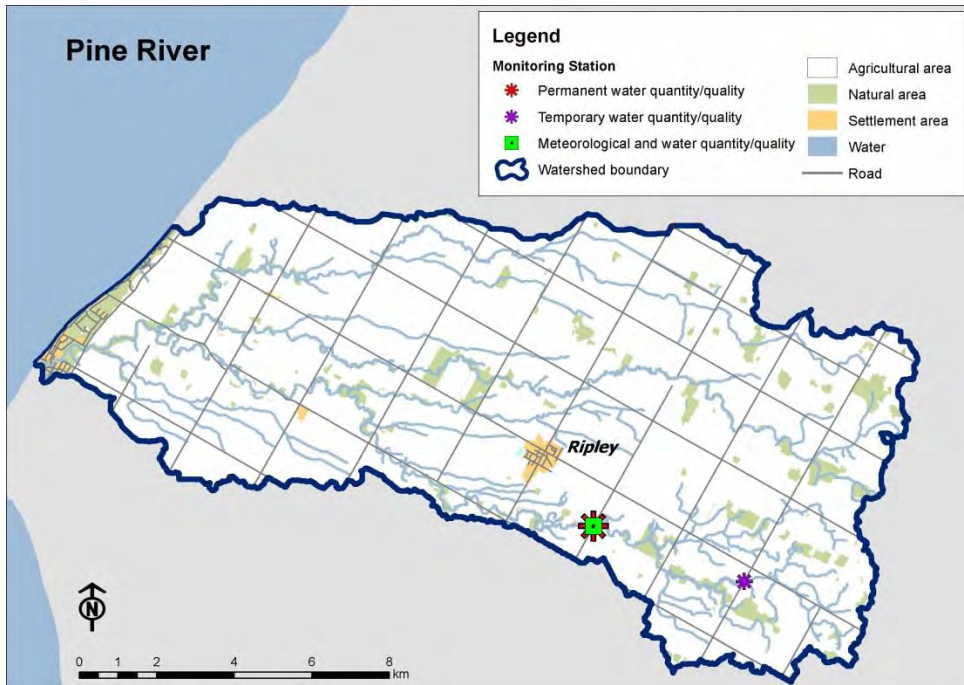 Pine River
Legend
Monitoring Station
Permanent water quantity/quality
Temporary water quantity/quality
Meteorological and water quantity/quality
Watershed boundary
Agricultural area
Natural area
Settlement area
Water
Road
Ripley
N
0 1 2 4 6 8
km